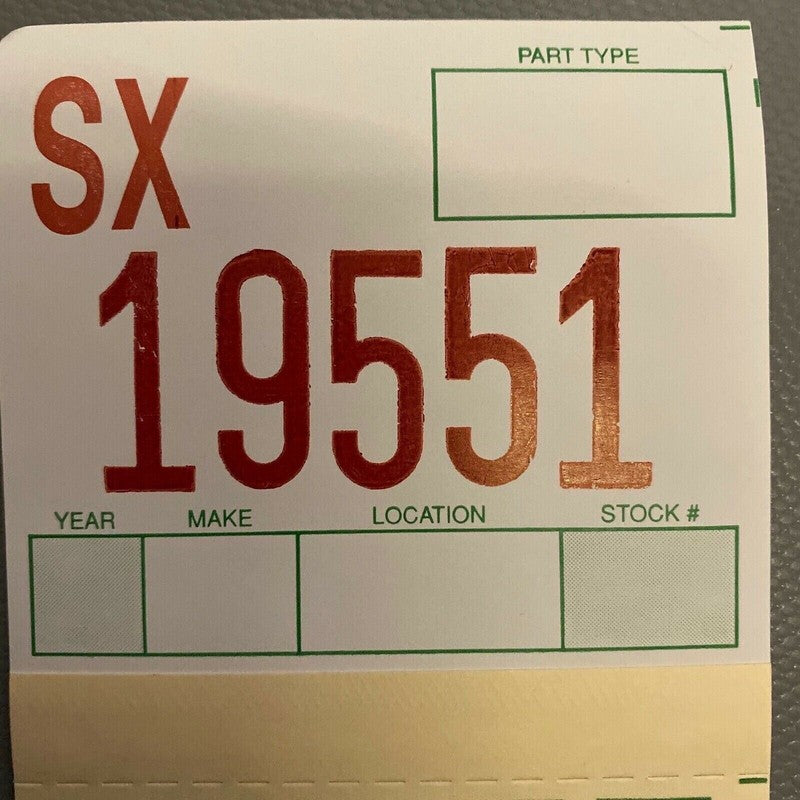 PART TYPE
SX
19551
YEAR MAKE LOCATION STOCK #